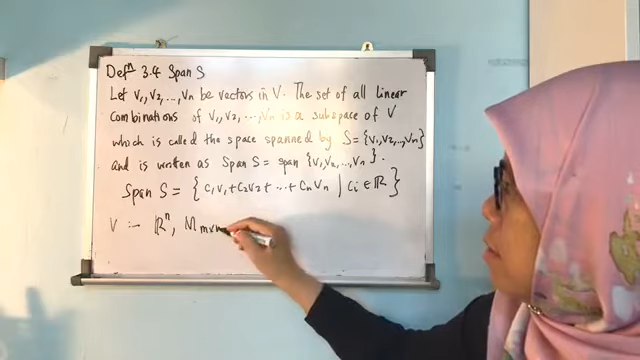 Defⁿ 3.4 Span S
Let v₁, v₂, ..., vₙ be vectors in V. The set of all linear
combinations of v₁, v₂, ..., vₙ is a subspace of V
which is called the space spanned by S = {v₁, v₂, ..., vₙ}
and is written as Span S = span {v₁, v₂, ..., vₙ}.
Span S = { c₁v₁ + c₂v₂ + ... + cₙvₙ | cᵢ ∈ ℝ }
V :- ℝⁿ, Mₘₓₙ